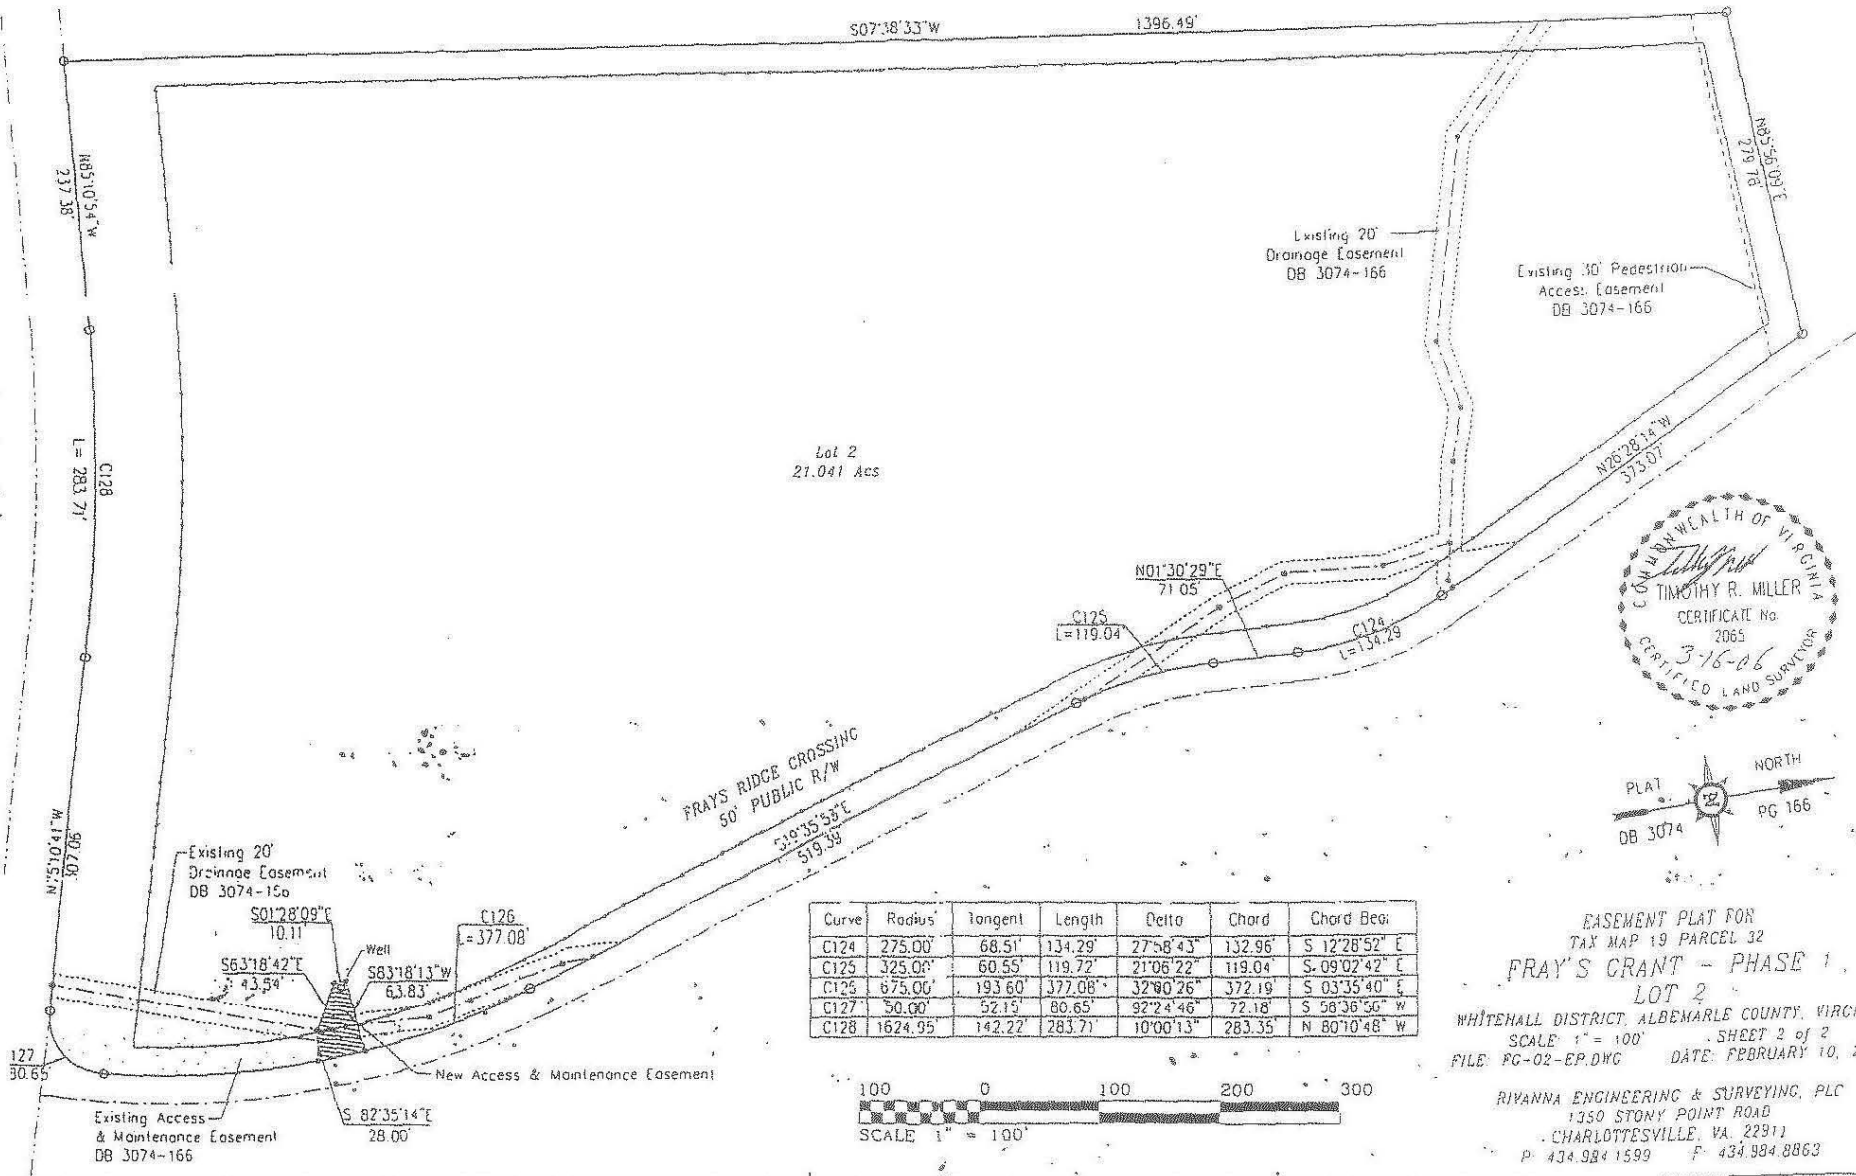 S07°38'33"W 1396.49'
N85°10'54"W
237.38'
N85°56'09"E
279.78'
Existing 20'
Drainage Easement
DB 3074-166
Existing 30' Pedestrian
Access Easement
DB 3074-166
C128
L= 283.71'
Lot 2
21.041 Acs
N26°28'14"W
373.07'
COMMONWEALTH OF VIRGINIA
TIMOTHY R. MILLER
CERTIFICATE No.
2065
3-16-06
CERTIFIED LAND SURVEYOR
N01°30'29"E
71.05'
C125
L=119.04'
C124
L=134.29
FRAYS RIDGE CROSSING
50' PUBLIC R/W
S19°35'53"E
519.39'
PLAT NORTH
DB 3074 PG 166
Existing 20'
Drainage Easement
DB 3074-166
S01°28'09"E
10.11'
Well
C126
L=377.08'
S63°18'42"E
43.54'
S83°18'13"W
63.83'
127
80.65
New Access & Maintenance Easement
Existing Access
& Maintenance Easement
DB 3074-166
S 82°35'14"E
28.00'
Curve Radius Tangent Length Delta Chord Chord Bear
C124 275.00' 68.51' 134.29' 27°58'43" 132.96' S 12°28'52" E
C125 325.00' 60.55' 119.72' 21°06'22" 119.04' S 09°02'42" E
C126 675.00' 193.60' 377.08' 32°00'26" 372.19' S 03°35'40" E
C127 50.00' 52.15' 80.65' 92°24'46" 72.18' S 58°36'56" W
C128 1624.95' 142.22' 283.71' 10°00'13" 283.35' N 80°10'48" W
100 0 100 200 300
SCALE 1" = 100'
EASEMENT PLAT FOR
TAX MAP 19 PARCEL 32
FRAY'S GRANT - PHASE 1
LOT 2
WHITEHALL DISTRICT, ALBEMARLE COUNTY, VIRG
SCALE 1" = 100' SHEET 2 of 2
FILE: FG-02-EP.DWG DATE: FEBRUARY 10,
RIVANNA ENGINEERING & SURVEYING, PLC
1350 STONY POINT ROAD
CHARLOTTESVILLE, VA. 22911
P: 434.984.1599 F: 434.984.8863